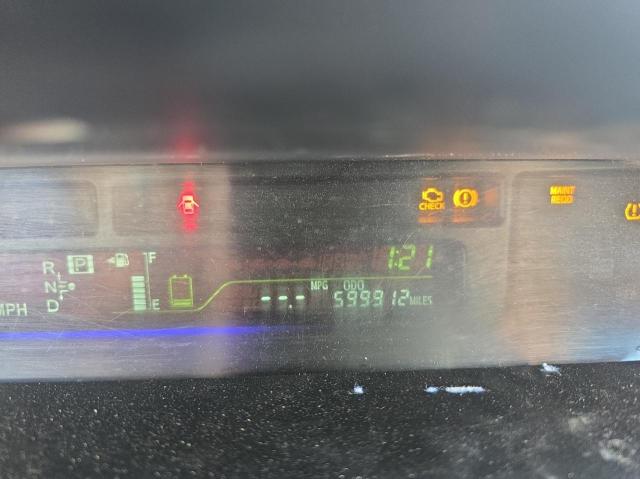 CHECK
MAINT
REQD
1:21
R
P
F
N
D
E
MPH
MPG
ODO
--.-
599912 MILES